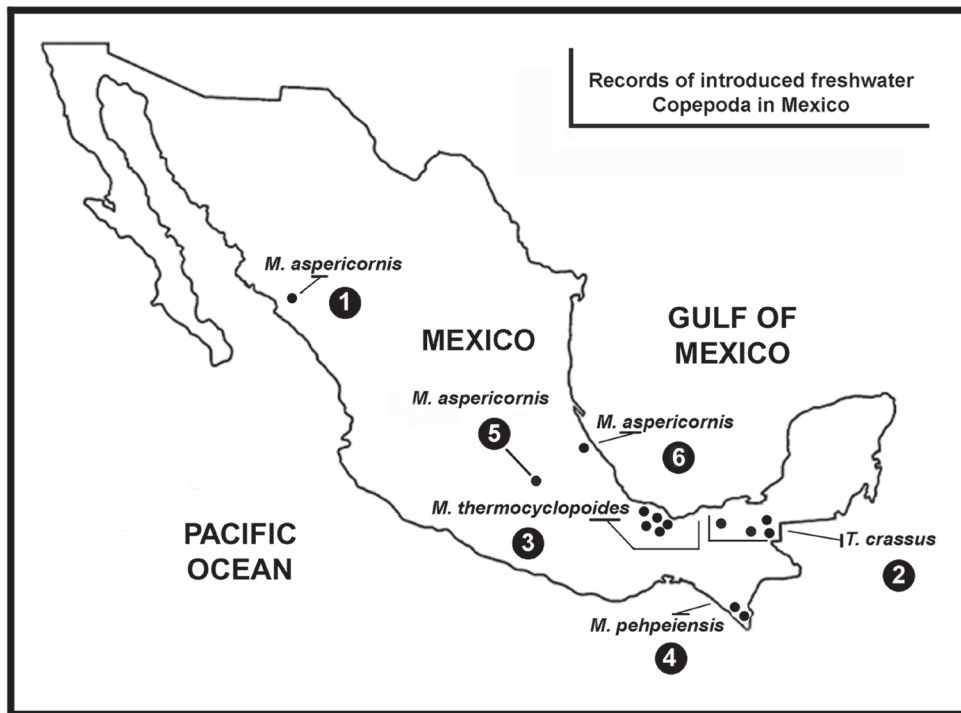 Records of introduced freshwater
Copepoda in Mexico
M. aspericornis
1
GULF OF
MEXICO
MEXICO
M. aspericornis
5
M. aspericornis
6
M. thermocyclopoides
3
PACIFIC
OCEAN
T. crassus
2
M. pehpeiensis
4